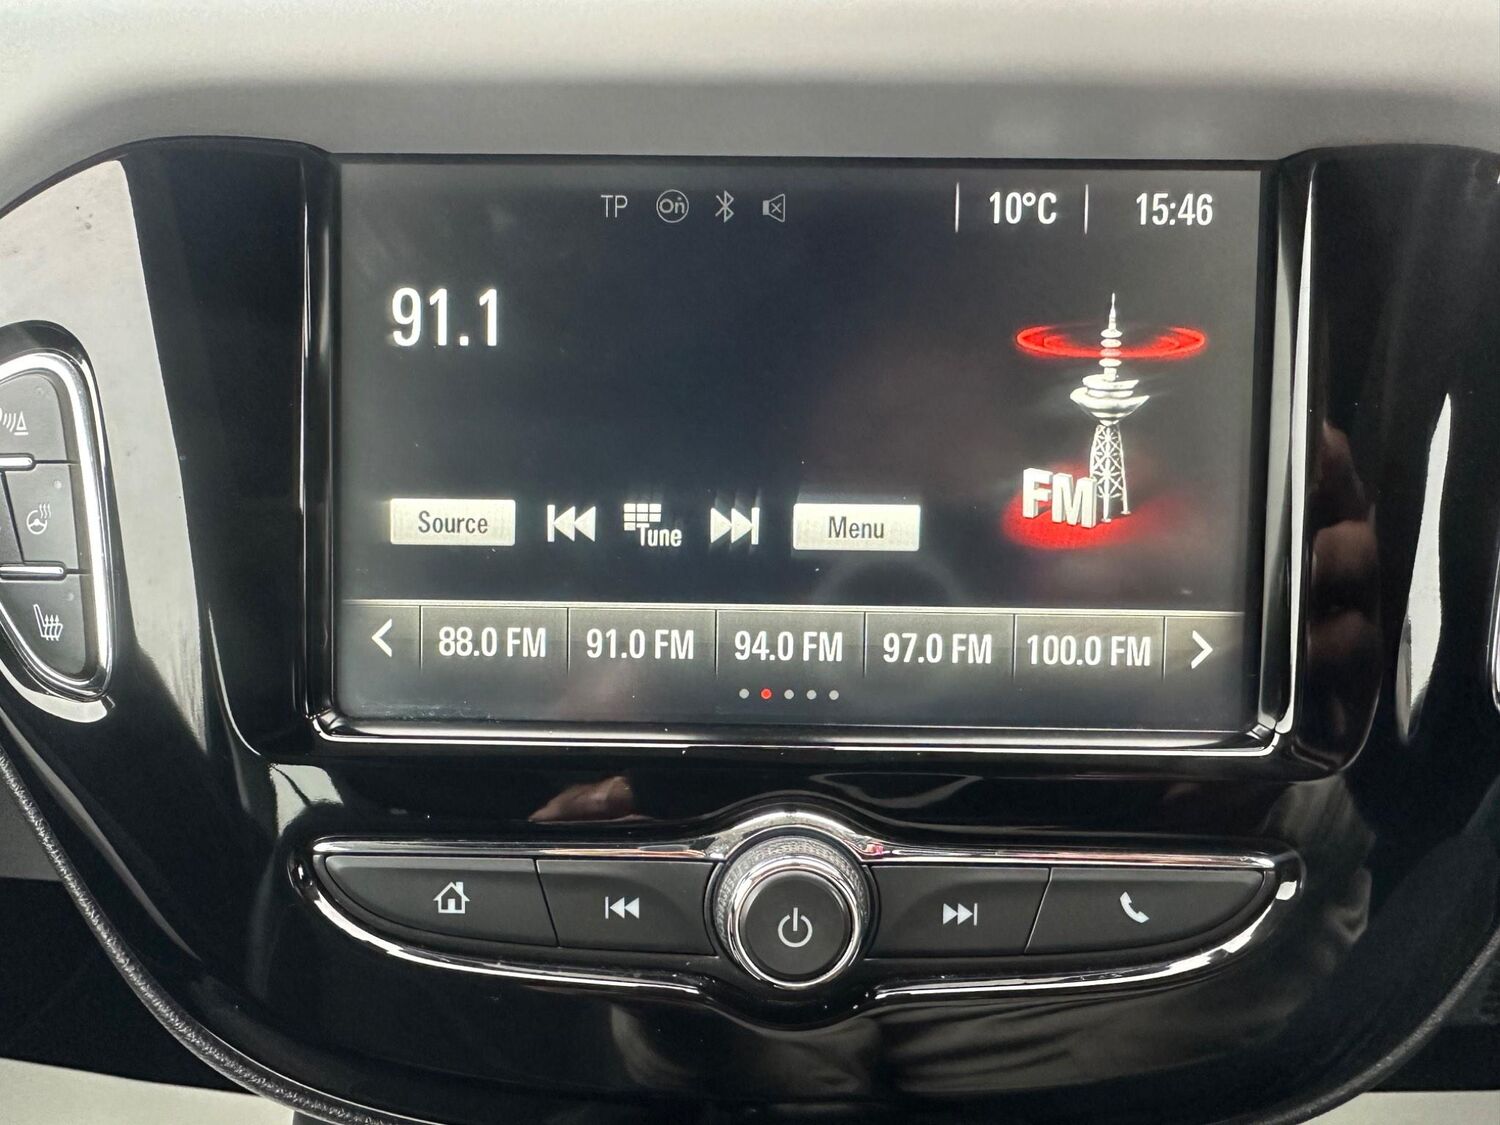 TP On 10°C 15:46
91.1
FM
Source Tune Menu
88.0 FM 91.0 FM 94.0 FM 97.0 FM 100.0 FM